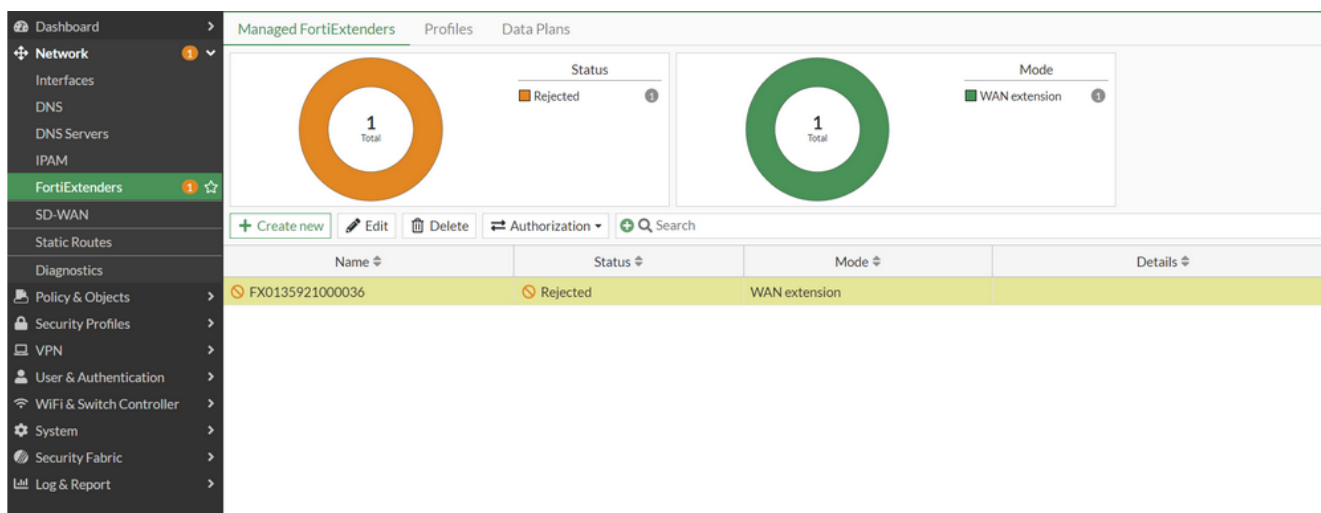 Dashboard
Network 1
Interfaces
DNS
DNS Servers
IPAM
FortiExtenders 1
SD-WAN
Static Routes
Diagnostics
Policy & Objects
Security Profiles
VPN
User & Authentication
WiFi & Switch Controller
System
Security Fabric
Log & Report
Managed FortiExtenders Profiles Data Plans
1
Total
Status
Rejected 1
1
Total
Mode
WAN extension 1
Create new Edit Delete Authorization Search
Name Status Mode Details
FX0135921000036 Rejected WAN extension